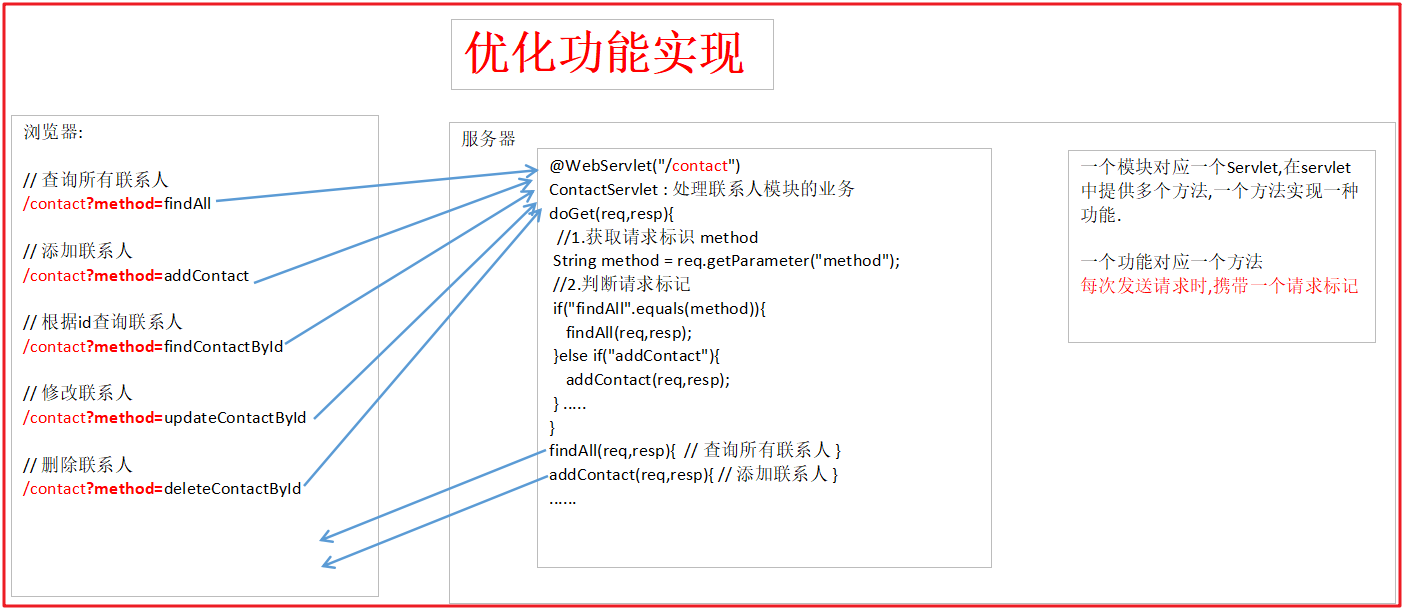 优化功能实现
浏览器:
// 查询所有联系人
/contact?method=findAll
// 添加联系人
/contact?method=addContact
// 根据id查询联系人
/contact?method=findContactById
// 修改联系人
/contact?method=updateContactById
// 删除联系人
/contact?method=deleteContactById
服务器
@WebServlet("/contact")
ContactServlet : 处理联系人模块的业务
doGet(req,resp){
//1.获取请求标识 method
String method = req.getParameter("method");
//2.判断请求标记
if("findAll".equals(method)){
findAll(req,resp);
}else if("addContact"){
addContact(req,resp);
} .....
}
findAll(req,resp){ // 查询所有联系人 }
addContact(req,resp){ // 添加联系人 }
......
一个模块对应一个Servlet,在servlet
中提供多个方法,一个方法实现一种
功能.
一个功能对应一个方法
每次发送请求时,携带一个请求标记